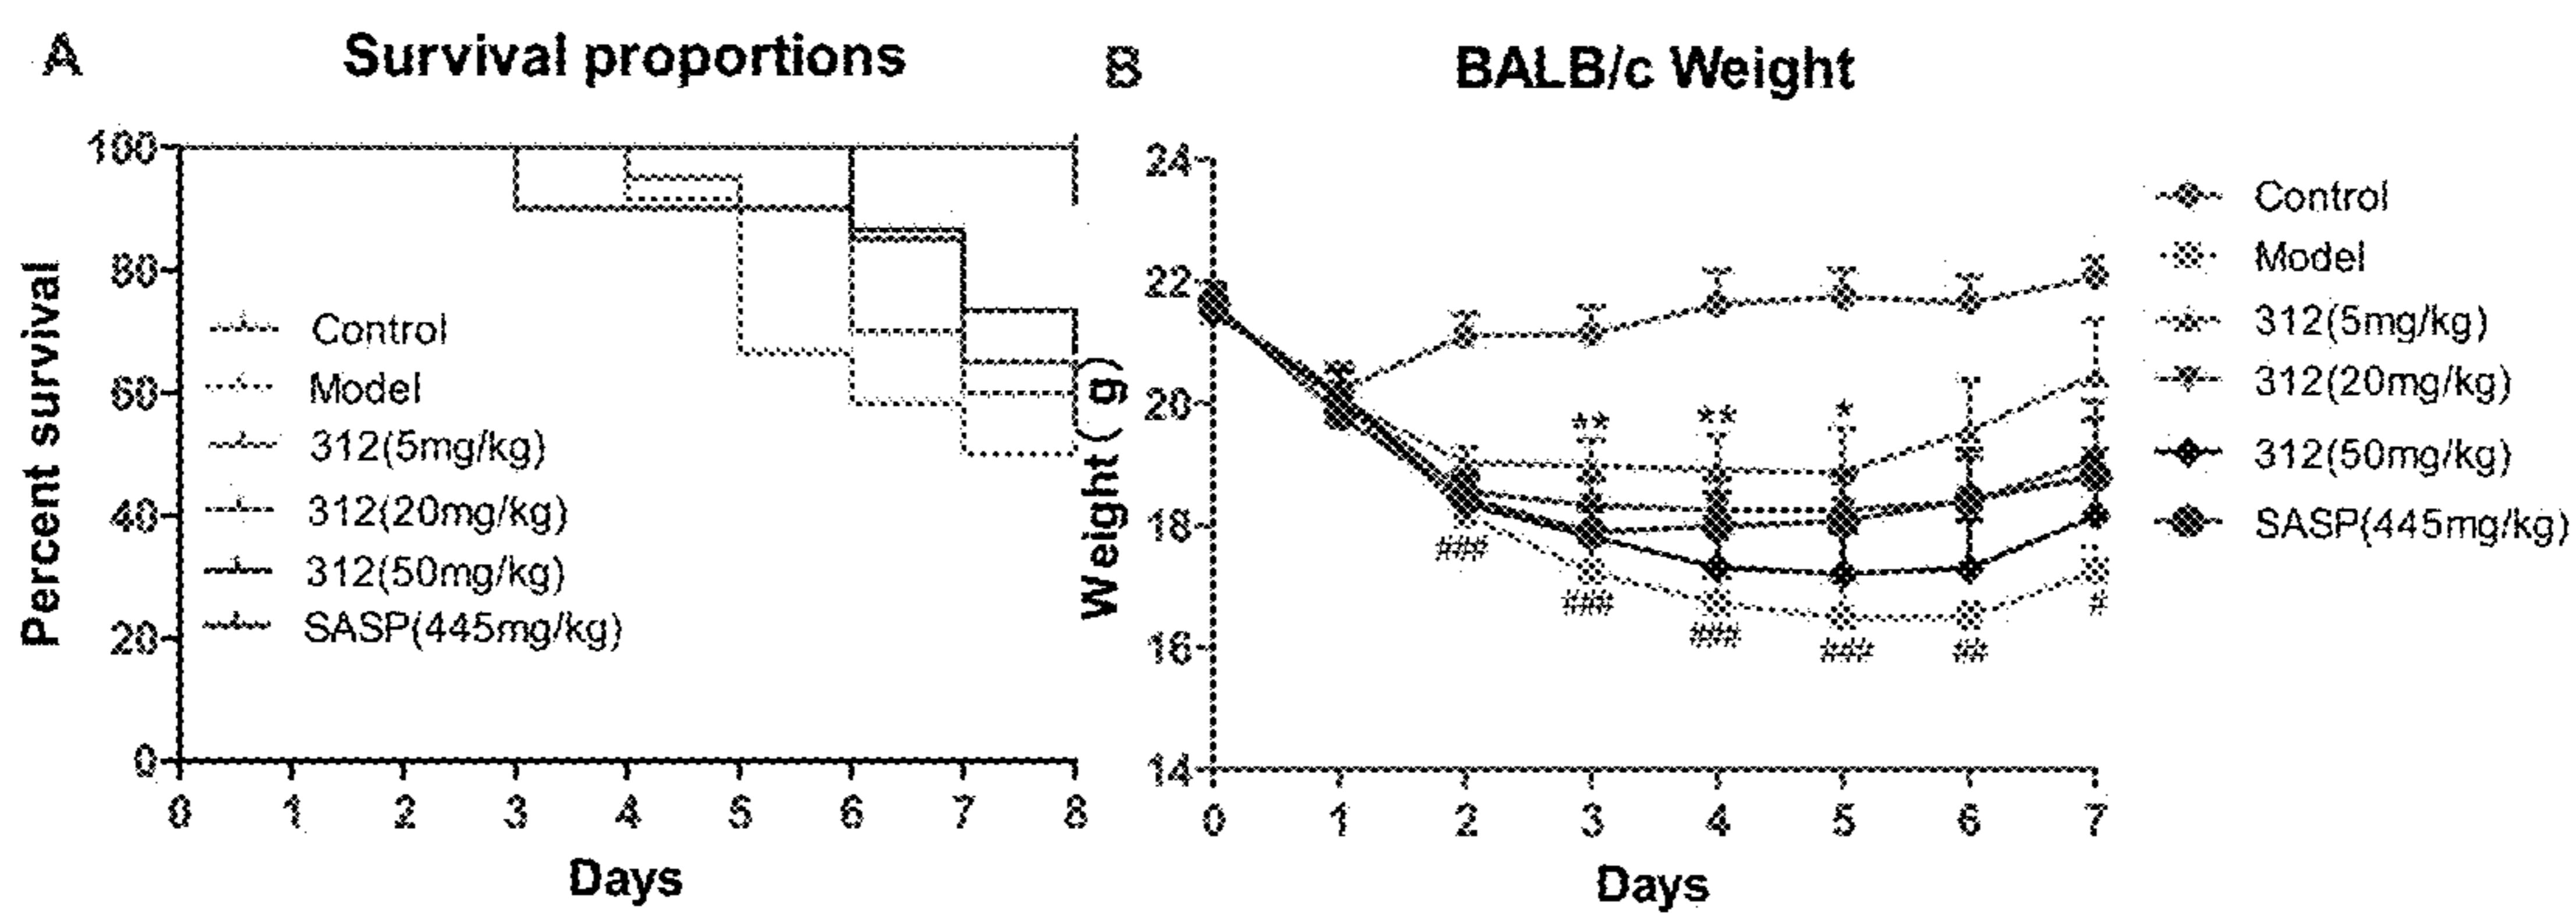 A
Survival proportions
Percent survival
100
80
60
40
20
0
Control
Model
312(5mg/kg)
312(20mg/kg)
312(50mg/kg)
SASP(445mg/kg)
0 1 2 3 4 5 6 7 8
Days
B
BALB/c Weight
Weight ( g)
24
22
20
18
16
14
** ** *
###
### ### ### ## #
0 1 2 3 4 5 6 7
Days
Control
Model
312(5mg/kg)
312(20mg/kg)
312(50mg/kg)
SASP(445mg/kg)